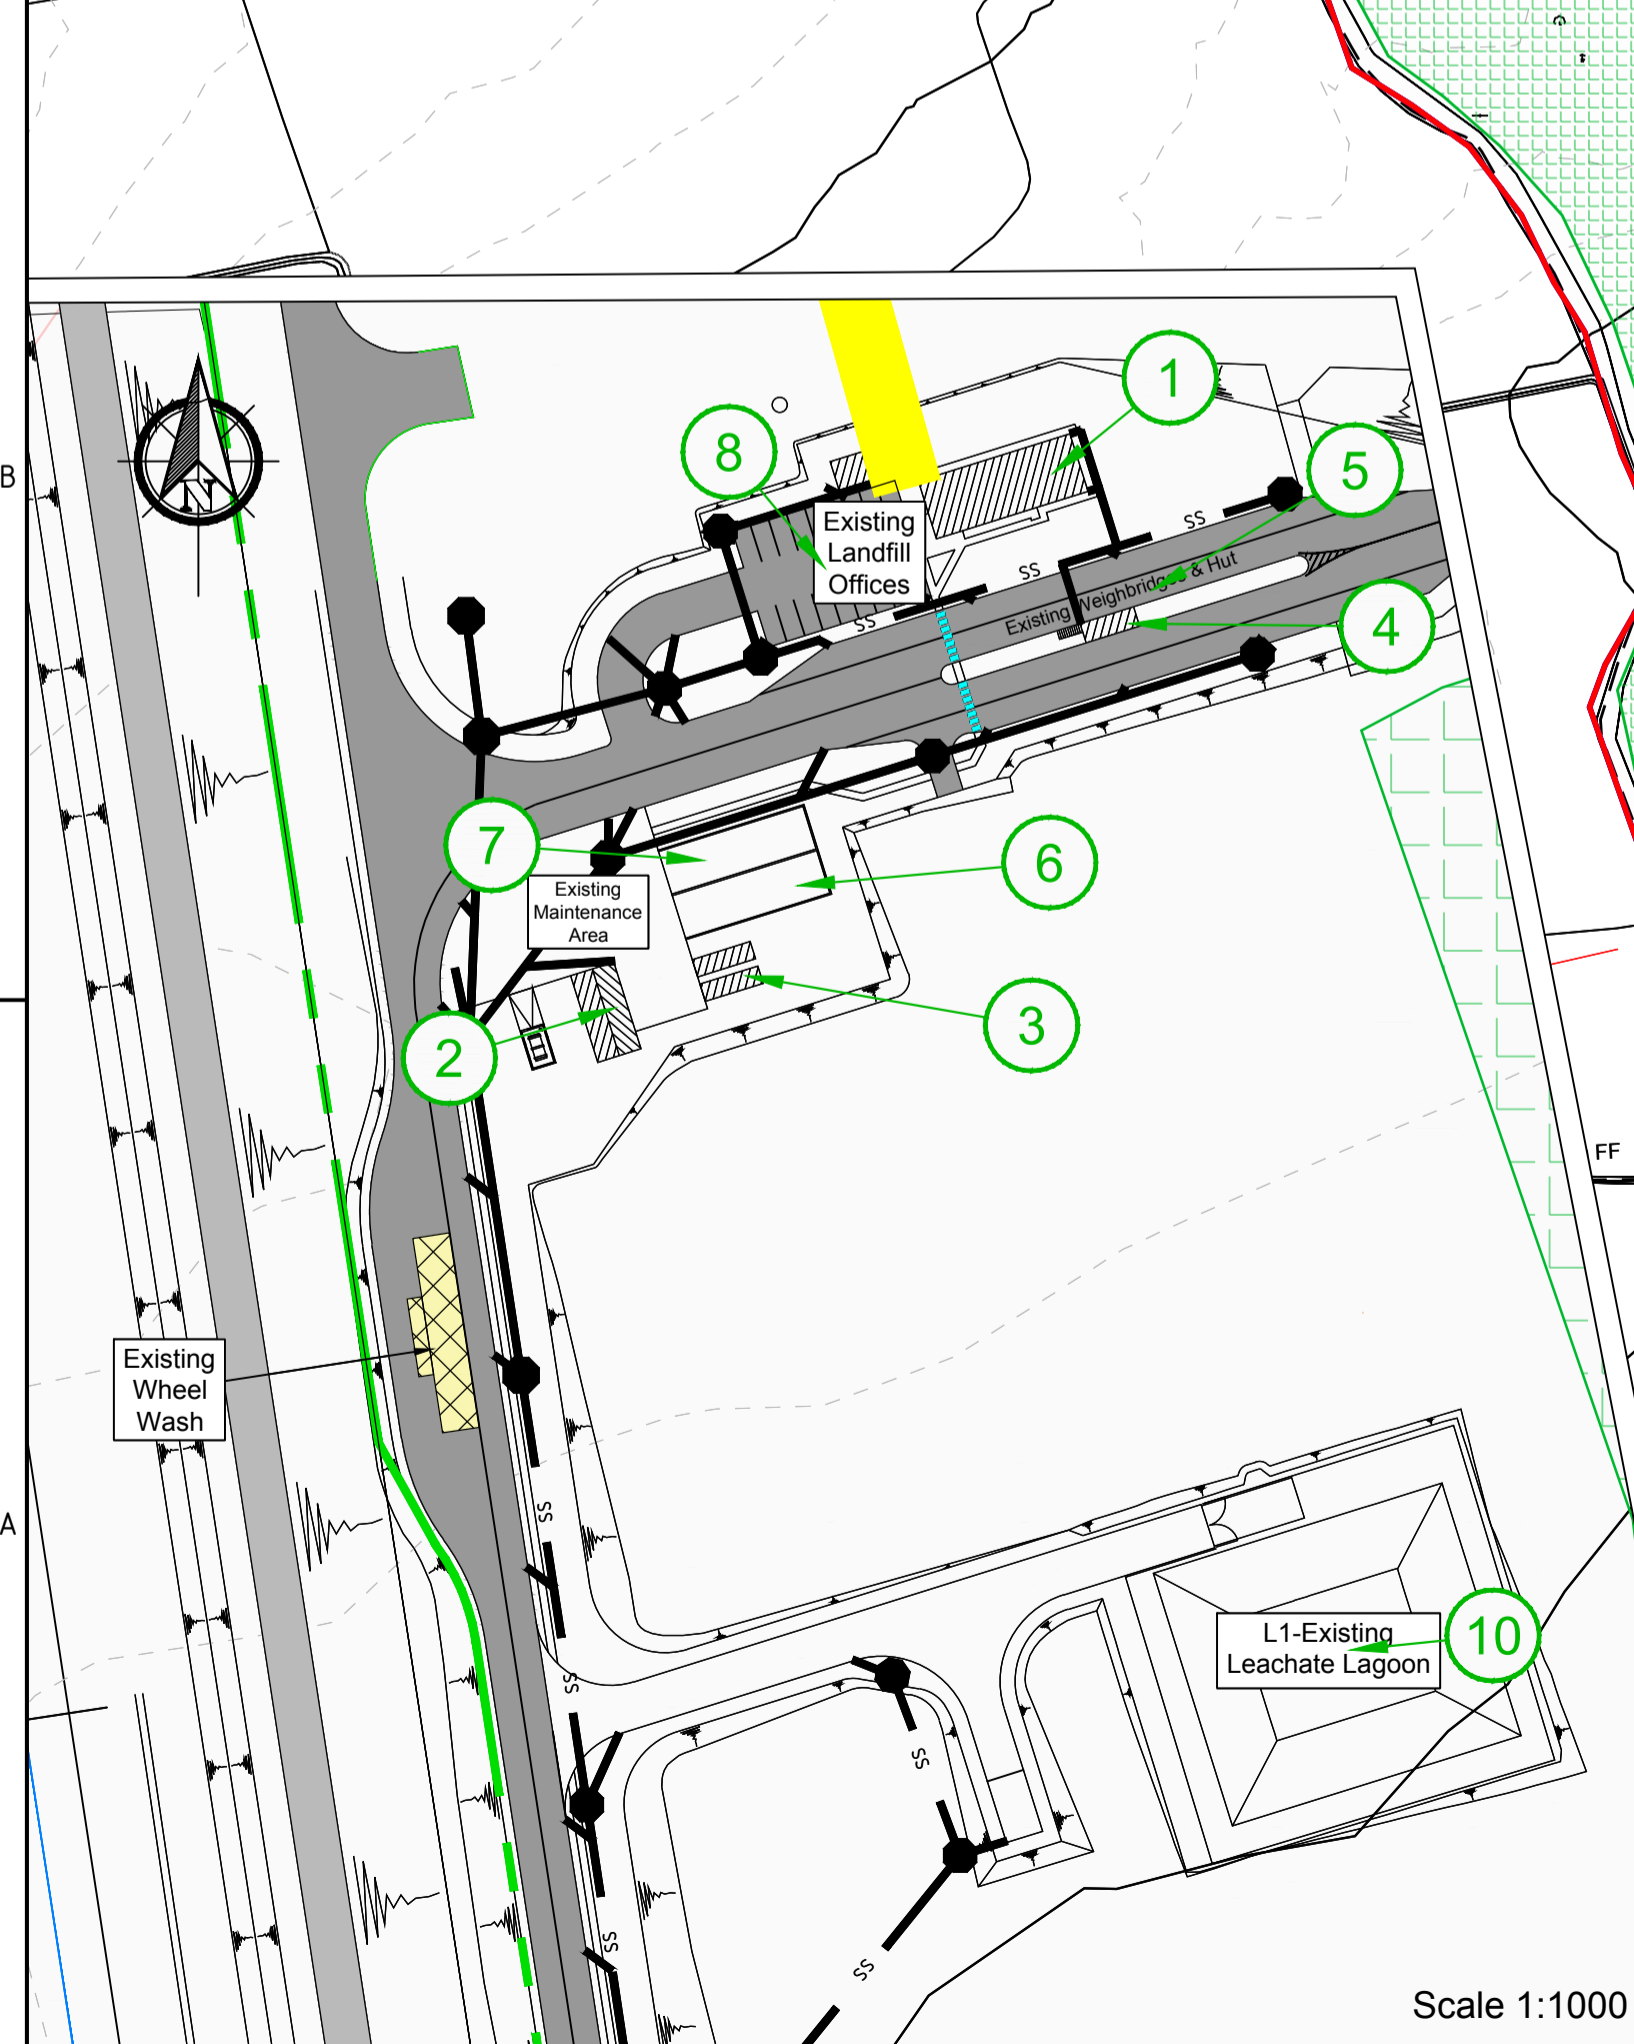 B
N
1
8
5
Existing
Landfill
Offices
SS
SS
SS
Existing Weighbridges & Hut
4
7
6
Existing
Maintenance
Area
3
2
FF
Existing
Wheel
Wash
A
SS
L1-Existing
Leachate Lagoon
10
SS
SS
SS
SS
Scale 1:1000